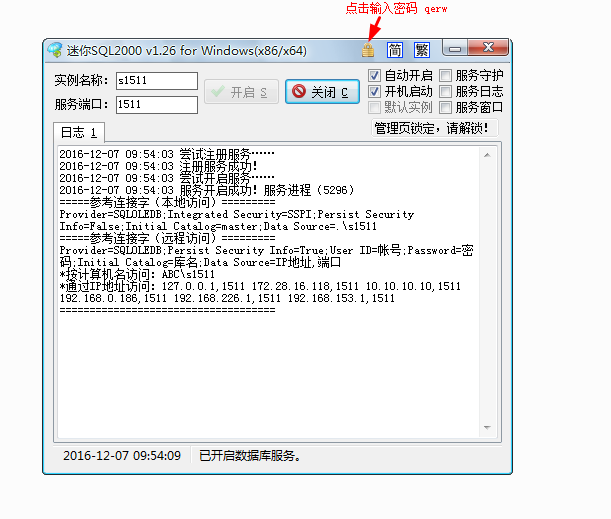 点击输入密码 qerw
迷你SQL2000 v1.26 for Windows(x86/x64)
简 繁
实例名称: s1511
服务端口: 1511
开启 S
关闭 C
自动开启 服务守护
开机启动 服务日志
默认实例 服务窗口
管理页锁定，请解锁！
日志 1
2016-12-07 09:54:03 尝试注册服务……
2016-12-07 09:54:03 注册服务成功！
2016-12-07 09:54:03 尝试开启服务……
2016-12-07 09:54:03 服务开启成功！服务进程（5296）
=====参考连接字（本地访问）=========
Provider=SQLOLEDB;Integrated Security=SSPI;Persist Security
Info=False;Initial Catalog=master;Data Source=.\s1511
=====参考连接字（远程访问）=========
Provider=SQLOLEDB;Persist Security Info=True;User ID=帐号;Password=密
码;Initial Catalog=库名;Data Source=IP地址,端口
*按计算机名访问: ABC\s1511
*通过IP地址访问: 127.0.0.1,1511 172.28.16.118,1511 10.10.10.10,1511
192.168.0.186,1511 192.168.226.1,1511 192.168.153.1,1511
====================================
2016-12-07 09:54:09 已开启数据库服务。